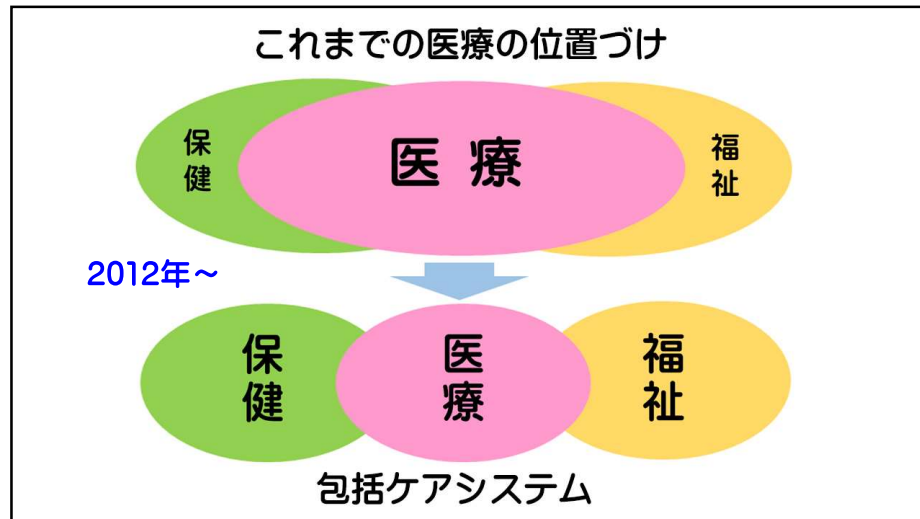 これまでの医療の位置づけ
保健
医療
福祉
2012年～
保健
医療
福祉
包括ケアシステム